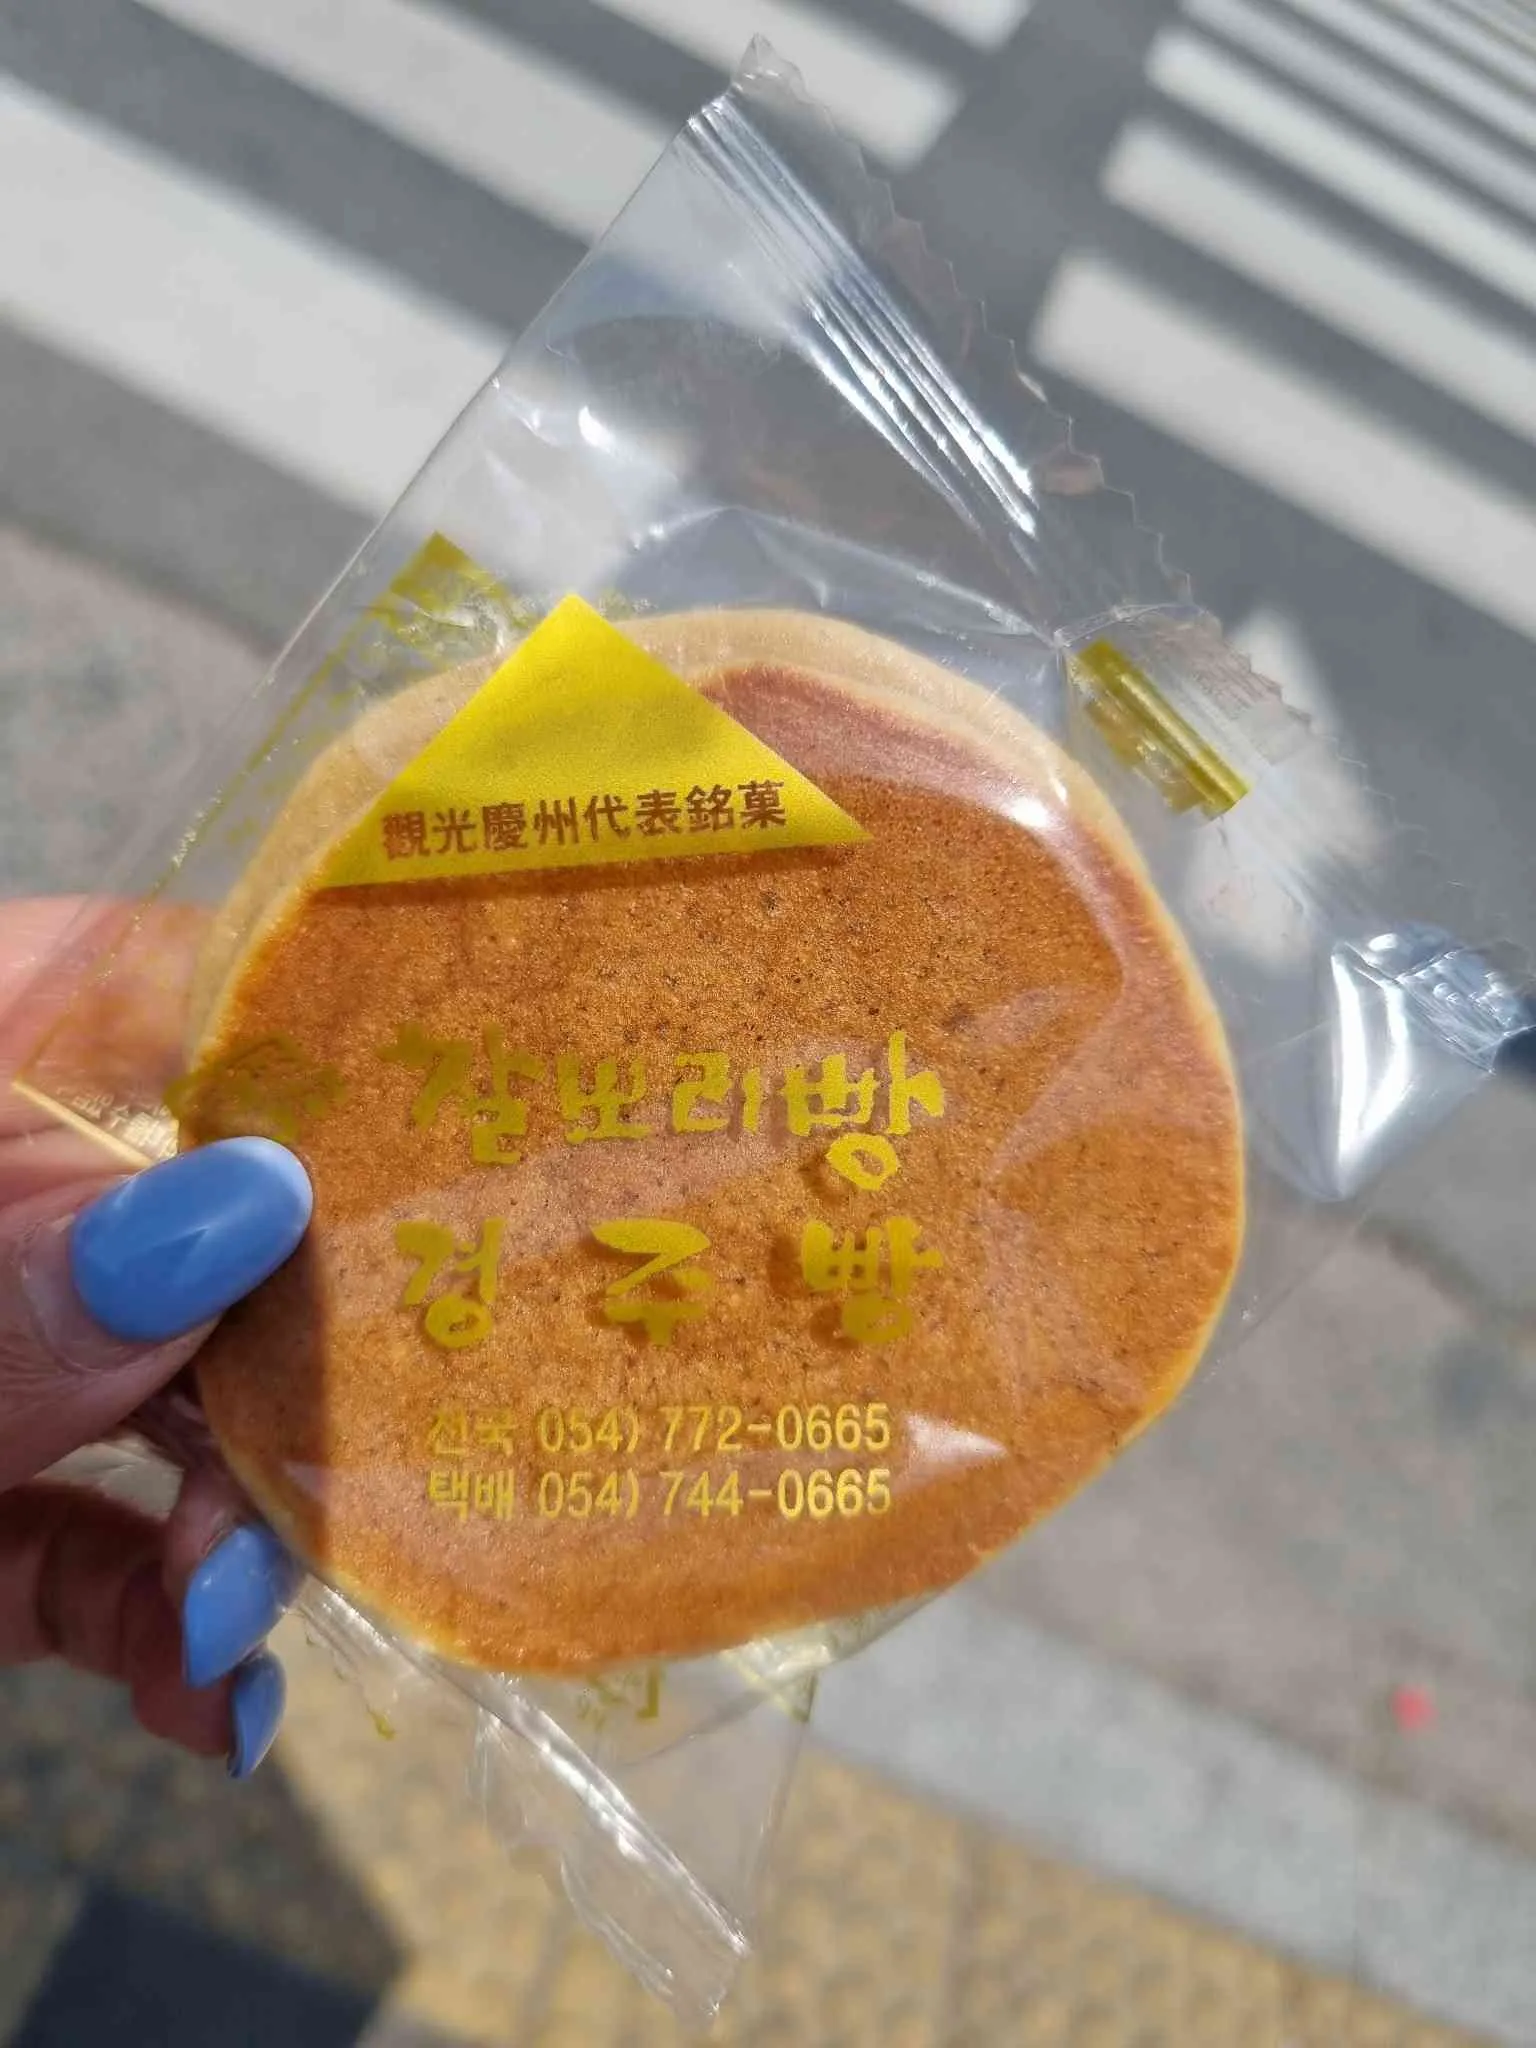 觀光慶州代表銘菓
찰보리빵
경주빵
전국 054) 772-0665
택배 054) 744-0665